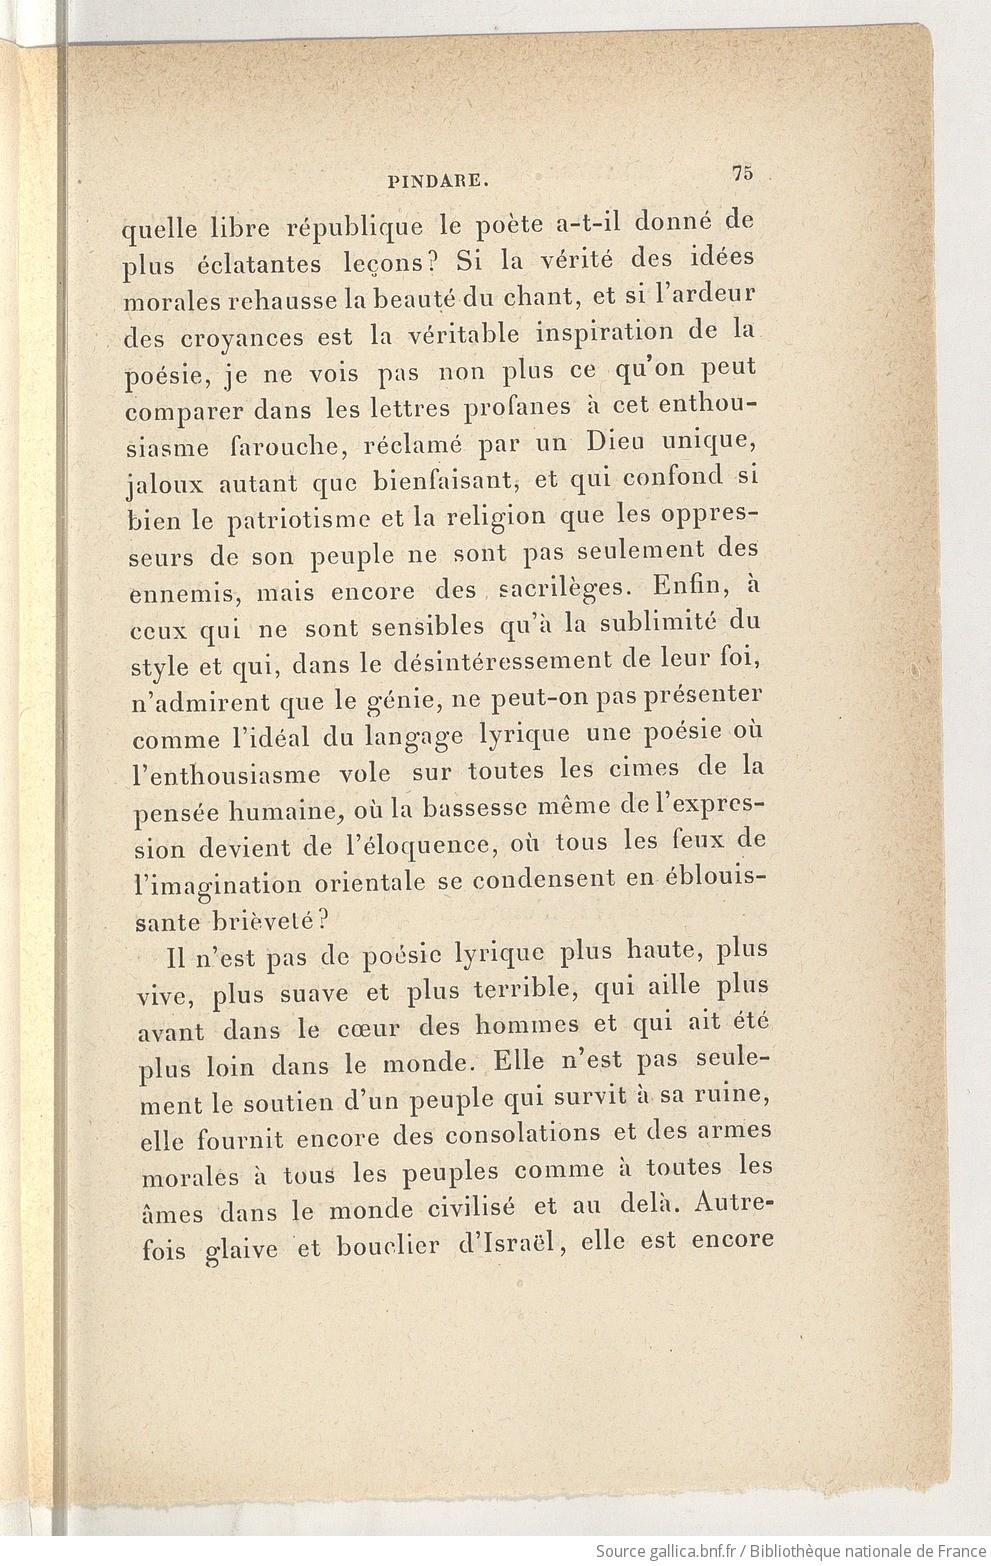 PINDARE. 75
quelle libre république le poète a-t-il donné de
plus éclatantes leçons? Si la vérité des idées
morales rehausse la beauté du chant, et si l'ardeur
des croyances est la véritable inspiration de la
poésie, je ne vois pas non plus ce qu'on peut
comparer dans les lettres profanes à cet enthou-
siasme farouche, réclamé par un Dieu unique,
jaloux autant que bienfaisant, et qui confond si
bien le patriotisme et la religion que les oppres-
seurs de son peuple ne sont pas seulement des
ennemis, mais encore des sacrilèges. Enfin, à
ceux qui ne sont sensibles qu'à la sublimité du
style et qui, dans le désintéressement de leur foi,
n'admirent que le génie, ne peut-on pas présenter
comme l'idéal du langage lyrique une poésie où
l'enthousiasme vole sur toutes les cimes de la
pensée humaine, où la bassesse même de l'expres-
sion devient de l'éloquence, où tous les feux de
l'imagination orientale se condensent en éblouis-
sante brièveté?
Il n'est pas de poésie lyrique plus haute, plus
vive, plus suave et plus terrible, qui aille plus
avant dans le cœur des hommes et qui ait été
plus loin dans le monde. Elle n'est pas seule-
ment le soutien d'un peuple qui survit à sa ruine,
elle fournit encore des consolations et des armes
morales à tous les peuples comme à toutes les
âmes dans le monde civilisé et au delà. Autre-
fois glaive et bouclier d'Israël, elle est encore
Source gallica.bnf.fr / Bibliothèque nationale de France